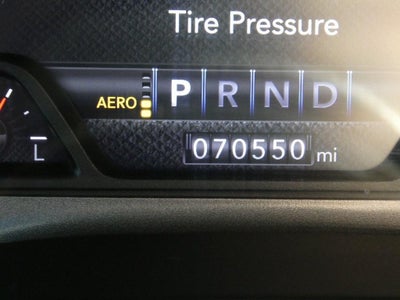 Tire Pressure
AERO P R N D
070550 mi
L